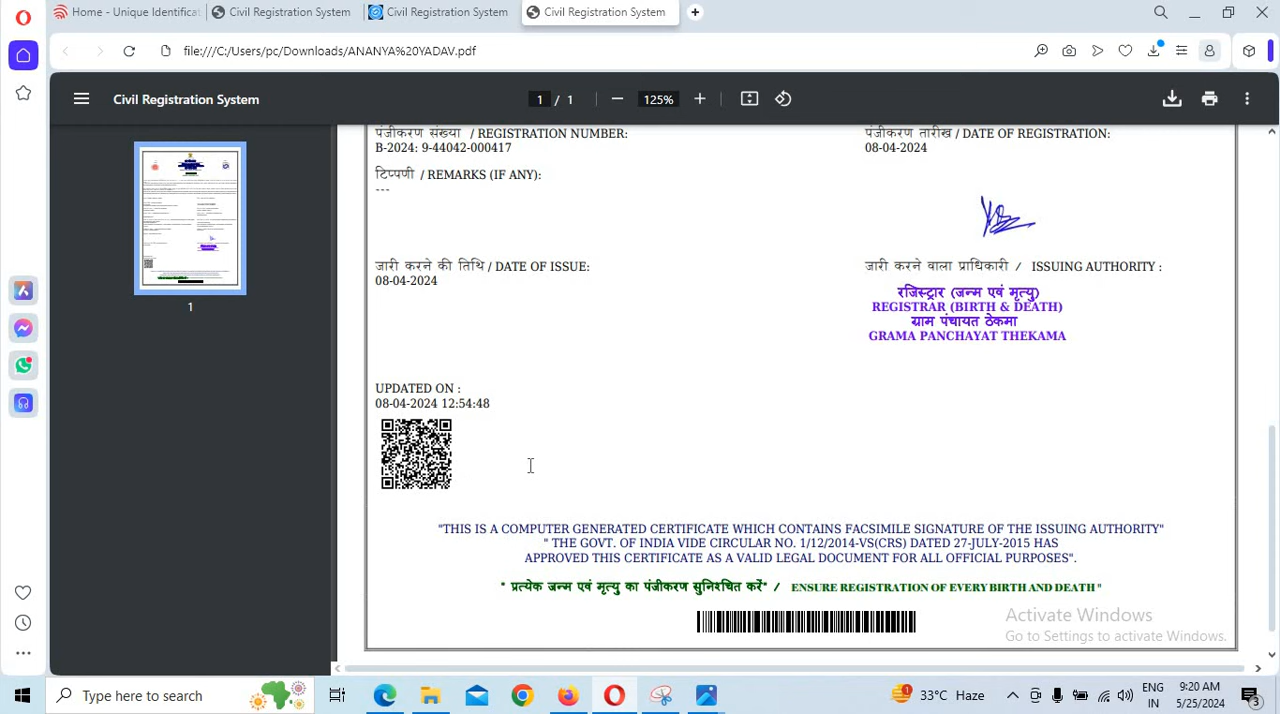 Home - Unique Identifica
Civil Registration System
Civil Registration System
Civil Registration System
file:///C:/Users/pc/Downloads/ANANYA%20YADAV.pdf
Civil Registration System
1 / 1
125%
पंजीकरण संख्या / REGISTRATION NUMBER:
पंजीकरण तारीख / DATE OF REGISTRATION:
B-2024: 9-44042-000417
08-04-2024
टिप्पणी / REMARKS (IF ANY):
---
जारी करने की तिथि / DATE OF ISSUE:
जारी करने वाला प्राधिकारी / ISSUING AUTHORITY :
08-04-2024
रजिस्ट्रार (जन्म एवं मृत्यु)
REGISTRAR (BIRTH & DEATH)
ग्राम पंचायत ठेकमा
GRAMA PANCHAYAT THEKAMA
1
UPDATED ON :
08-04-2024 12:54:48
"THIS IS A COMPUTER GENERATED CERTIFICATE WHICH CONTAINS FACSIMILE SIGNATURE OF THE ISSUING AUTHORITY"
" THE GOVT. OF INDIA VIDE CIRCULAR NO. 1/12/2014-VS(CRS) DATED 27-JULY-2015 HAS
APPROVED THIS CERTIFICATE AS A VALID LEGAL DOCUMENT FOR ALL OFFICIAL PURPOSES".
" प्रत्येक जन्म एवं मृत्यु का पंजीकरण सुनिश्चित करें" / ENSURE REGISTRATION OF EVERY BIRTH AND DEATH "
Activate Windows
Go to Settings to activate Windows.
Type here to search
33°C Haze
ENG
IN
9:20 AM
5/25/2024
3